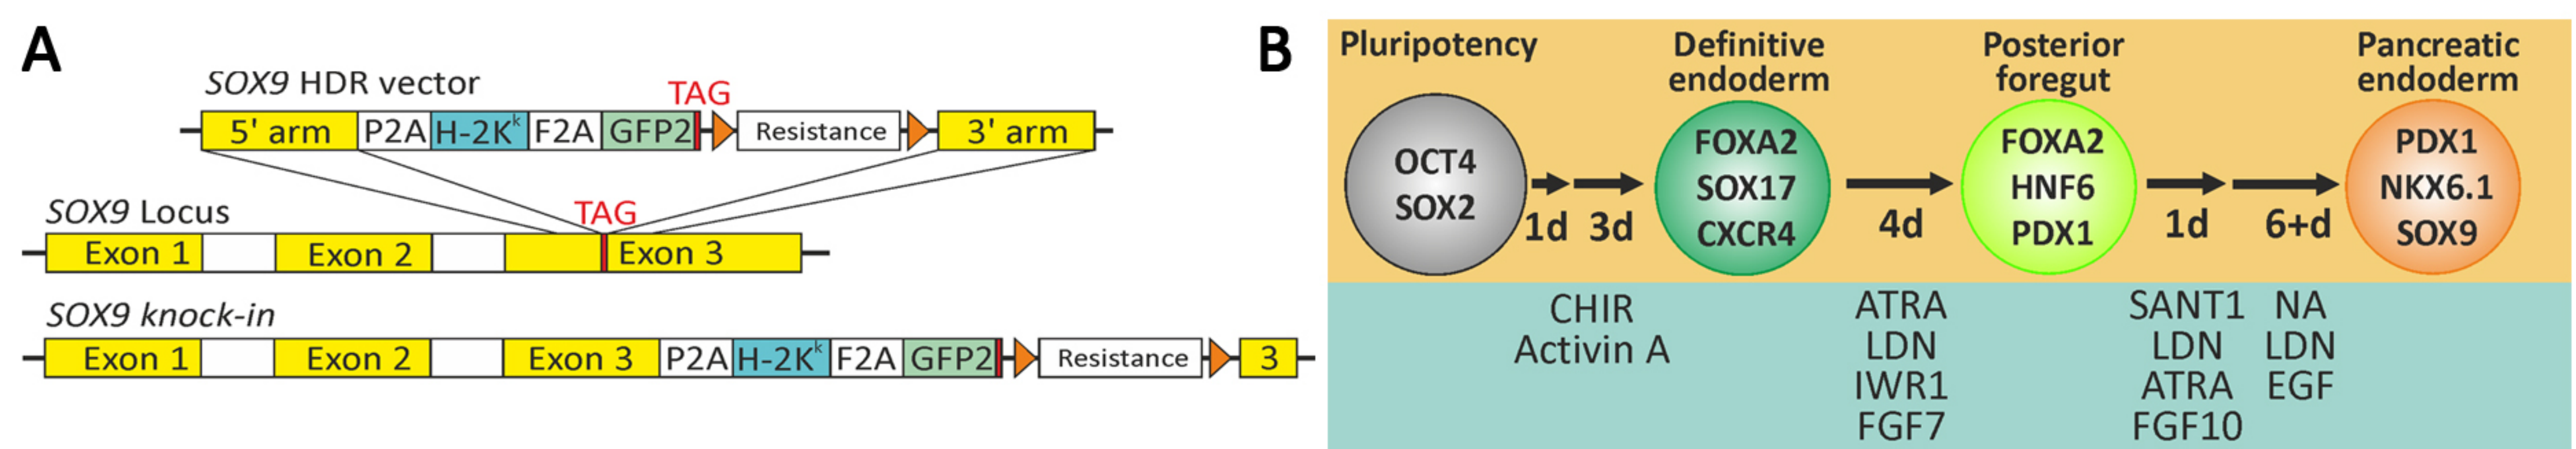 A
SOX9 HDR vector
TAG
5' arm P2A H-2Kᵏ F2A GFP2 Resistance 3' arm
SOX9 Locus
TAG
Exon 1 Exon 2 Exon 3
SOX9 knock-in
Exon 1 Exon 2 Exon 3 P2A H-2Kᵏ F2A GFP2 Resistance 3
B
Pluripotency
OCT4
SOX2
1d 3d
CHIR
Activin A
Definitive
endoderm
FOXA2
SOX17
CXCR4
4d
ATRA
LDN
IWR1
FGF7
Posterior
foregut
FOXA2
HNF6
PDX1
1d 6+d
SANT1 NA
LDN LDN
ATRA EGF
FGF10
Pancreatic
endoderm
PDX1
NKX6.1
SOX9